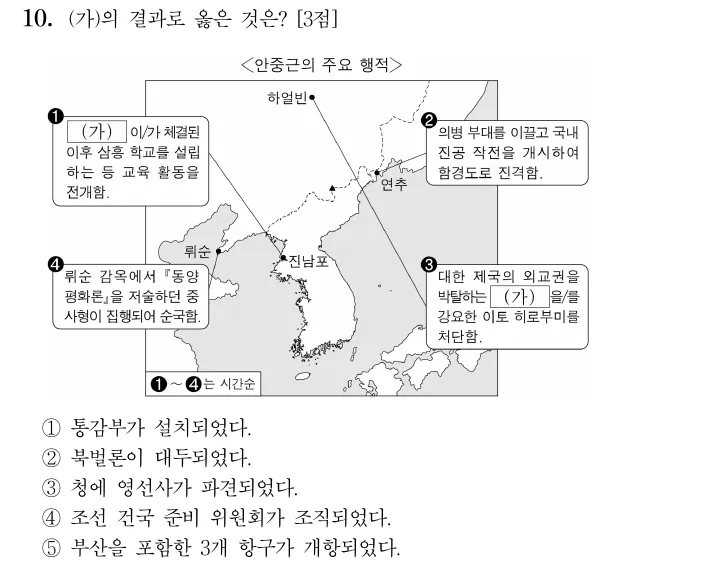 10. (가)의 결과로 옳은 것은? [3점]
<안중근의 주요 행적>
❶
(가) 이/가 체결된
이후 삼흥 학교를 설립
하는 등 교육 활동을
전개함.
하얼빈
❷
의병 부대를 이끌고 국내
진공 작전을 개시하여
함경도로 진격함.
연추
뤼순
진남포
❹
뤼순 감옥에서 『동양
평화론』을 저술하던 중
사형이 집행되어 순국함.
❸
대한 제국의 외교권을
박탈하는 (가) 을/를
강요한 이토 히로부미를
처단함.
❶～❹는 시간순
① 통감부가 설치되었다.
② 북벌론이 대두되었다.
③ 청에 영선사가 파견되었다.
④ 조선 건국 준비 위원회가 조직되었다.
⑤ 부산을 포함한 3개 항구가 개항되었다.